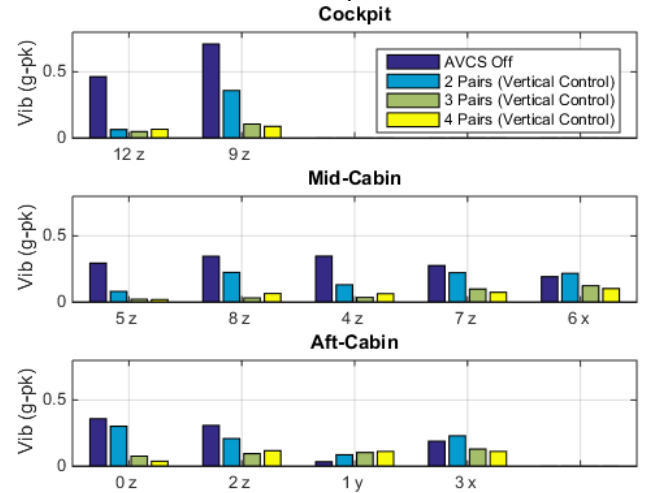 Cockpit
Vib (g-pk)
0.5
0
12 z
9 z
AVCS Off
2 Pairs (Vertical Control)
3 Pairs (Vertical Control)
4 Pairs (Vertical Control)
Mid-Cabin
Vib (g-pk)
0.5
0
5 z
8 z
4 z
7 z
6 x
Aft-Cabin
Vib (g-pk)
0.5
0
0 z
2 z
1 y
3 x